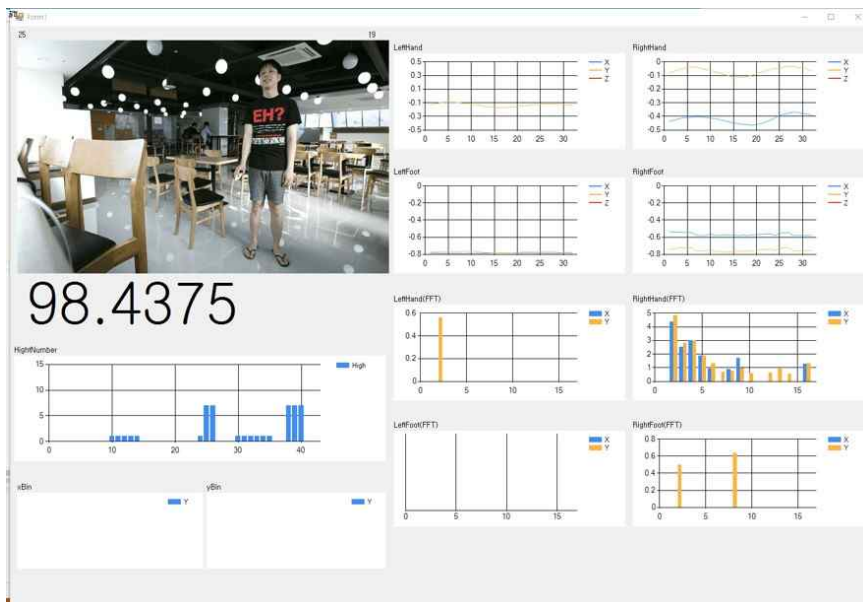 Form1
25 19
EH?
98.4375
HightNumber
15
10
5
0
0 10 20 30 40
High
xBin
Y
yBin
Y
LeftHand
0.5
0.3
0.1
-0.1
-0.3
-0.5
0 5 10 15 20 25 30
X
Y
Z
RightHand
0
-0.1
-0.2
-0.4
-0.5
0 5 10 15 20 25 30
X
Y
Z
LeftFoot
0
-0.2
-0.4
-0.6
-0.8
0 5 10 15 20 25 30
X
Y
Z
RightFoot
0
-0.2
-0.4
-0.6
-0.8
0 5 10 15 20 25 30
X
Y
Z
LeftHand(FFT)
0.6
0.4
0.2
0
0 5 10 15
X
Y
RightHand(FFT)
5
4
3
2
1
0
0 5 10 15
X
Y
LeftFoot(FFT)
0 5 10 15
X
Y
RightFoot(FFT)
0.8
0.6
0.4
0.2
0
0 5 10 15
X
Y